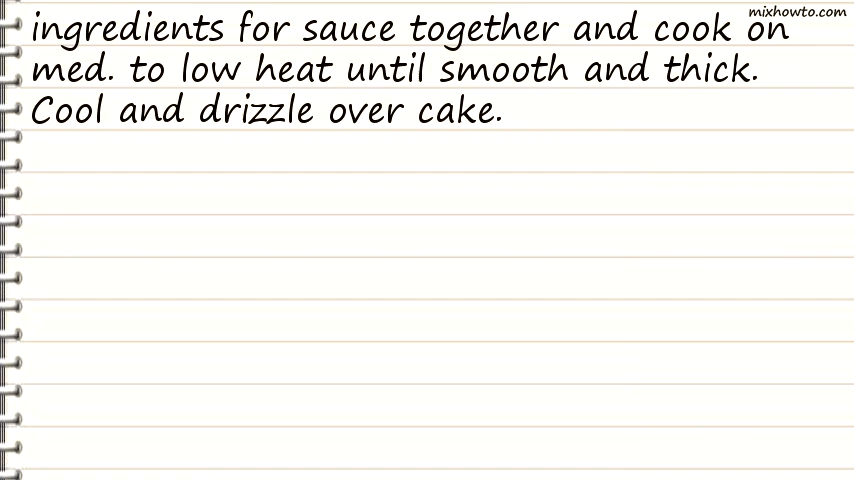 mixhowto.com
ingredients for sauce together and cook on
med. to low heat until smooth and thick.
Cool and drizzle over cake.